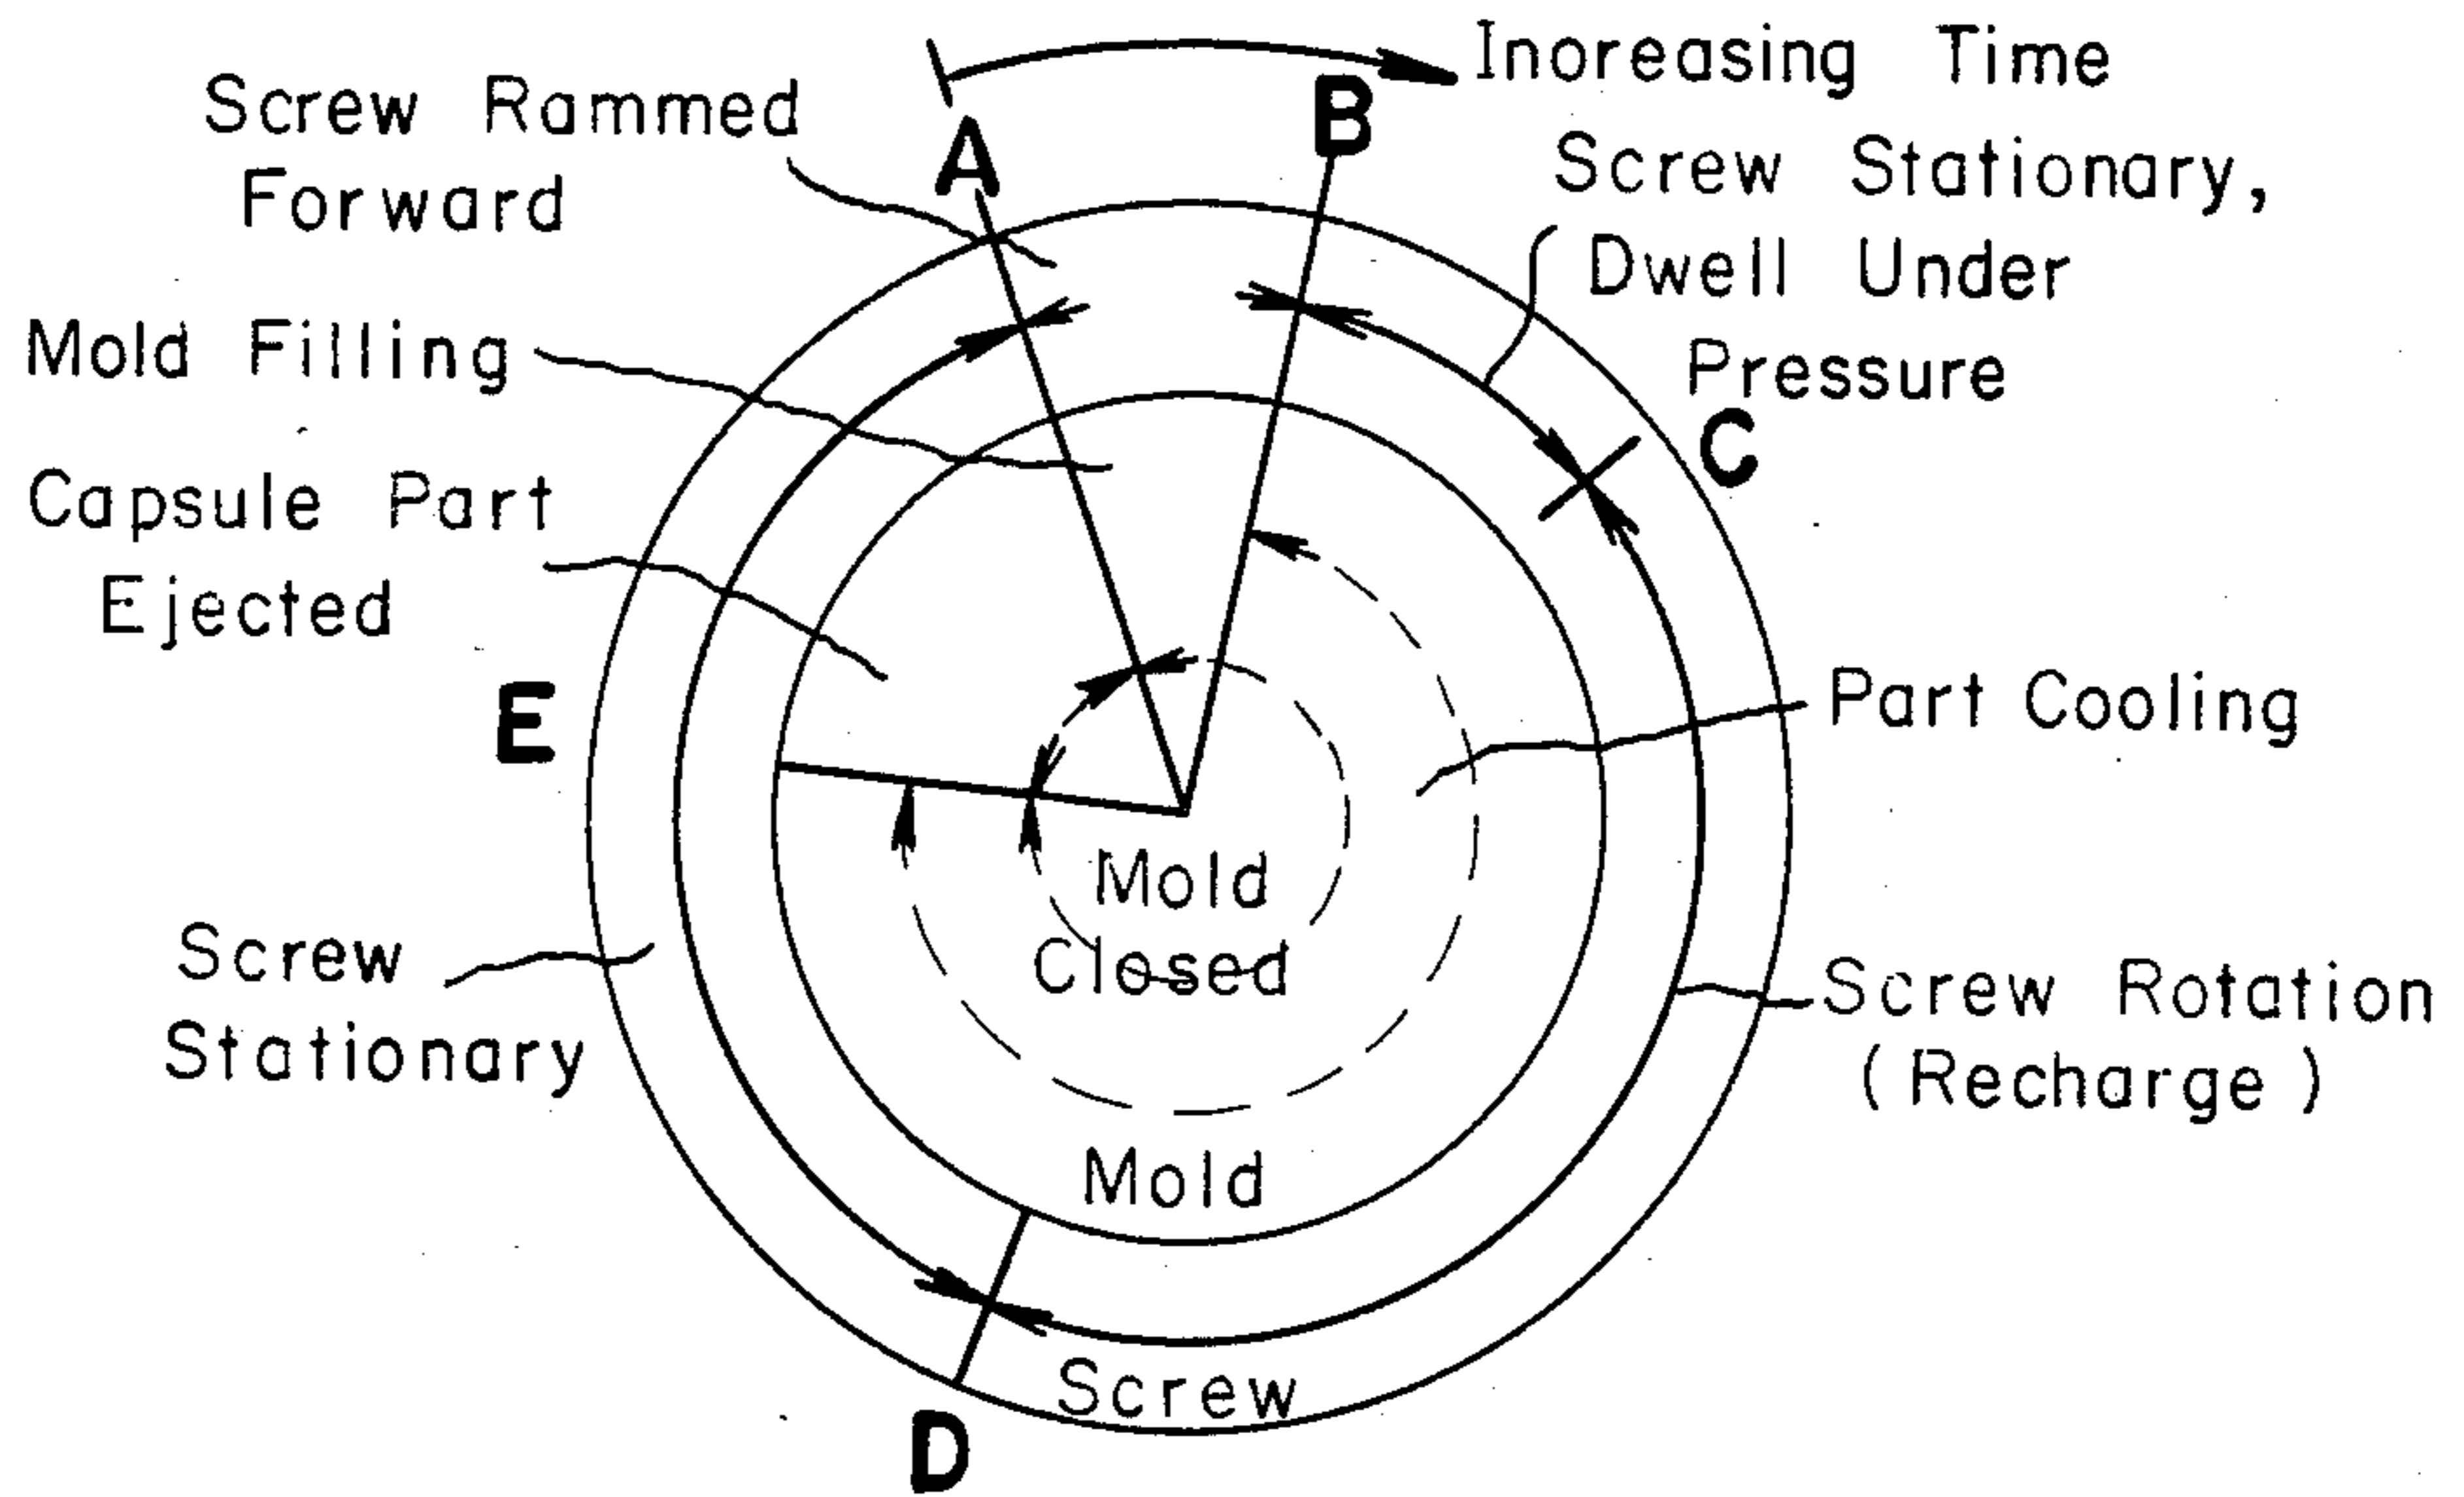 Inoreasing Time
Screw Rammed
Forward
A
B
Screw Stationary,
Dwell Under
Pressure
C
Mold Filling
Capsule Part
Ejected
E
Part Cooling
Mold
Closed
Screw
Stationary
Screw Rotation
(Recharge)
Mold
Screw
D